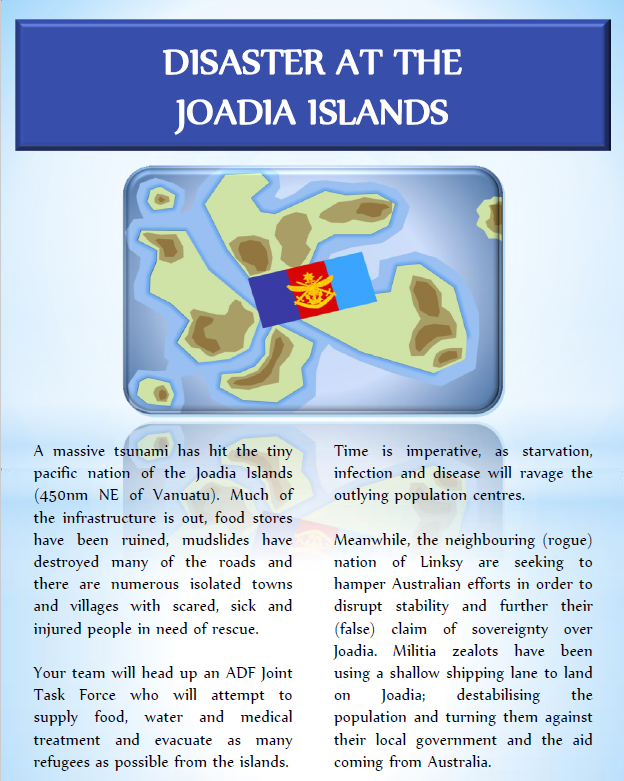 DISASTER AT THE
JOADIA ISLANDS
A massive tsunami has hit the tiny
pacific nation of the Joadia Islands
(450nm NE of Vanuatu). Much of
the infrastructure is out, food stores
have been ruined, mudslides have
destroyed many of the roads and
there are numerous isolated towns
and villages with scared, sick and
injured people in need of rescue.
Your team will head up an ADF Joint
Task Force who will attempt to
supply food, water and medical
treatment and evacuate as many
refugees as possible from the islands.
Time is imperative, as starvation,
infection and disease will ravage the
outlying population centres.
Meanwhile, the neighbouring (rogue)
nation of Linksy are seeking to
hamper Australian efforts in order to
disrupt stability and further their
(false) claim of sovereignty over
Joadia. Militia zealots have been
using a shallow shipping lane to land
on Joadia; destabilising the
population and turning them against
their local government and the aid
coming from Australia.